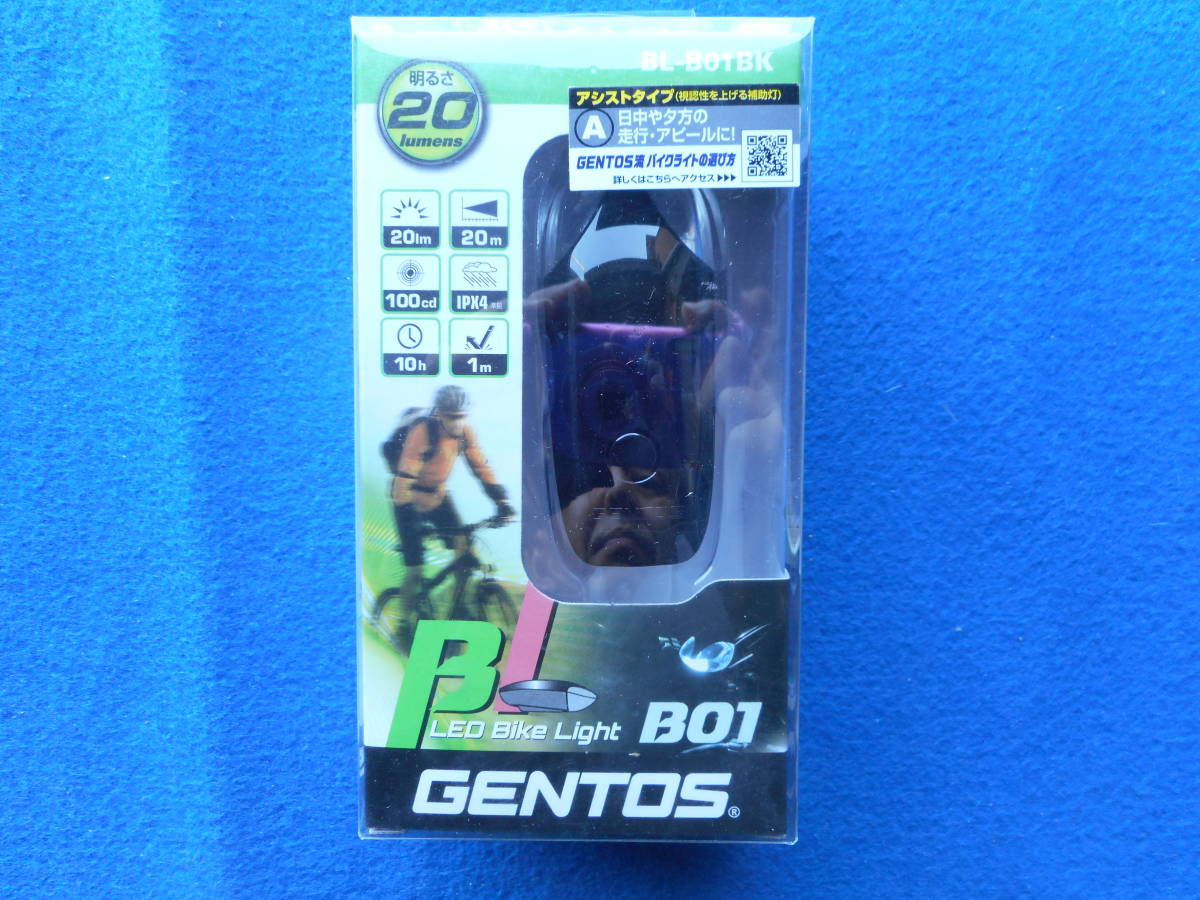 BL-B01BK
明るさ
20
lumens
アシストタイプ(視認性を上げる補助灯)
A
日中や夕方の
走行・アピールに!
GENTOS流 バイクライトの選び方
詳しくはこちらへアクセス▶▶▶
20lm
20m
100cd
IPX4 準拠
10h
1m
BL
LED Bike Light
B01
GENTOS®